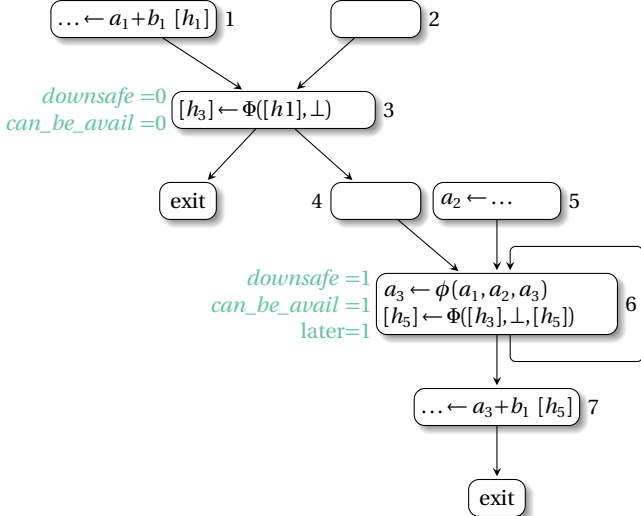 … ← a₁+b₁ [h₁] 1
2
downsafe =0
can_be_avail =0
[h₃] ← Φ([h1],⊥) 3
exit
4
a₂ ← … 5
downsafe =1
can_be_avail =1
later=1
a₃ ← ϕ(a₁,a₂,a₃)
[h₅] ← Φ([h₃],⊥,[h₅])
6
… ← a₃+b₁ [h₅] 7
exit